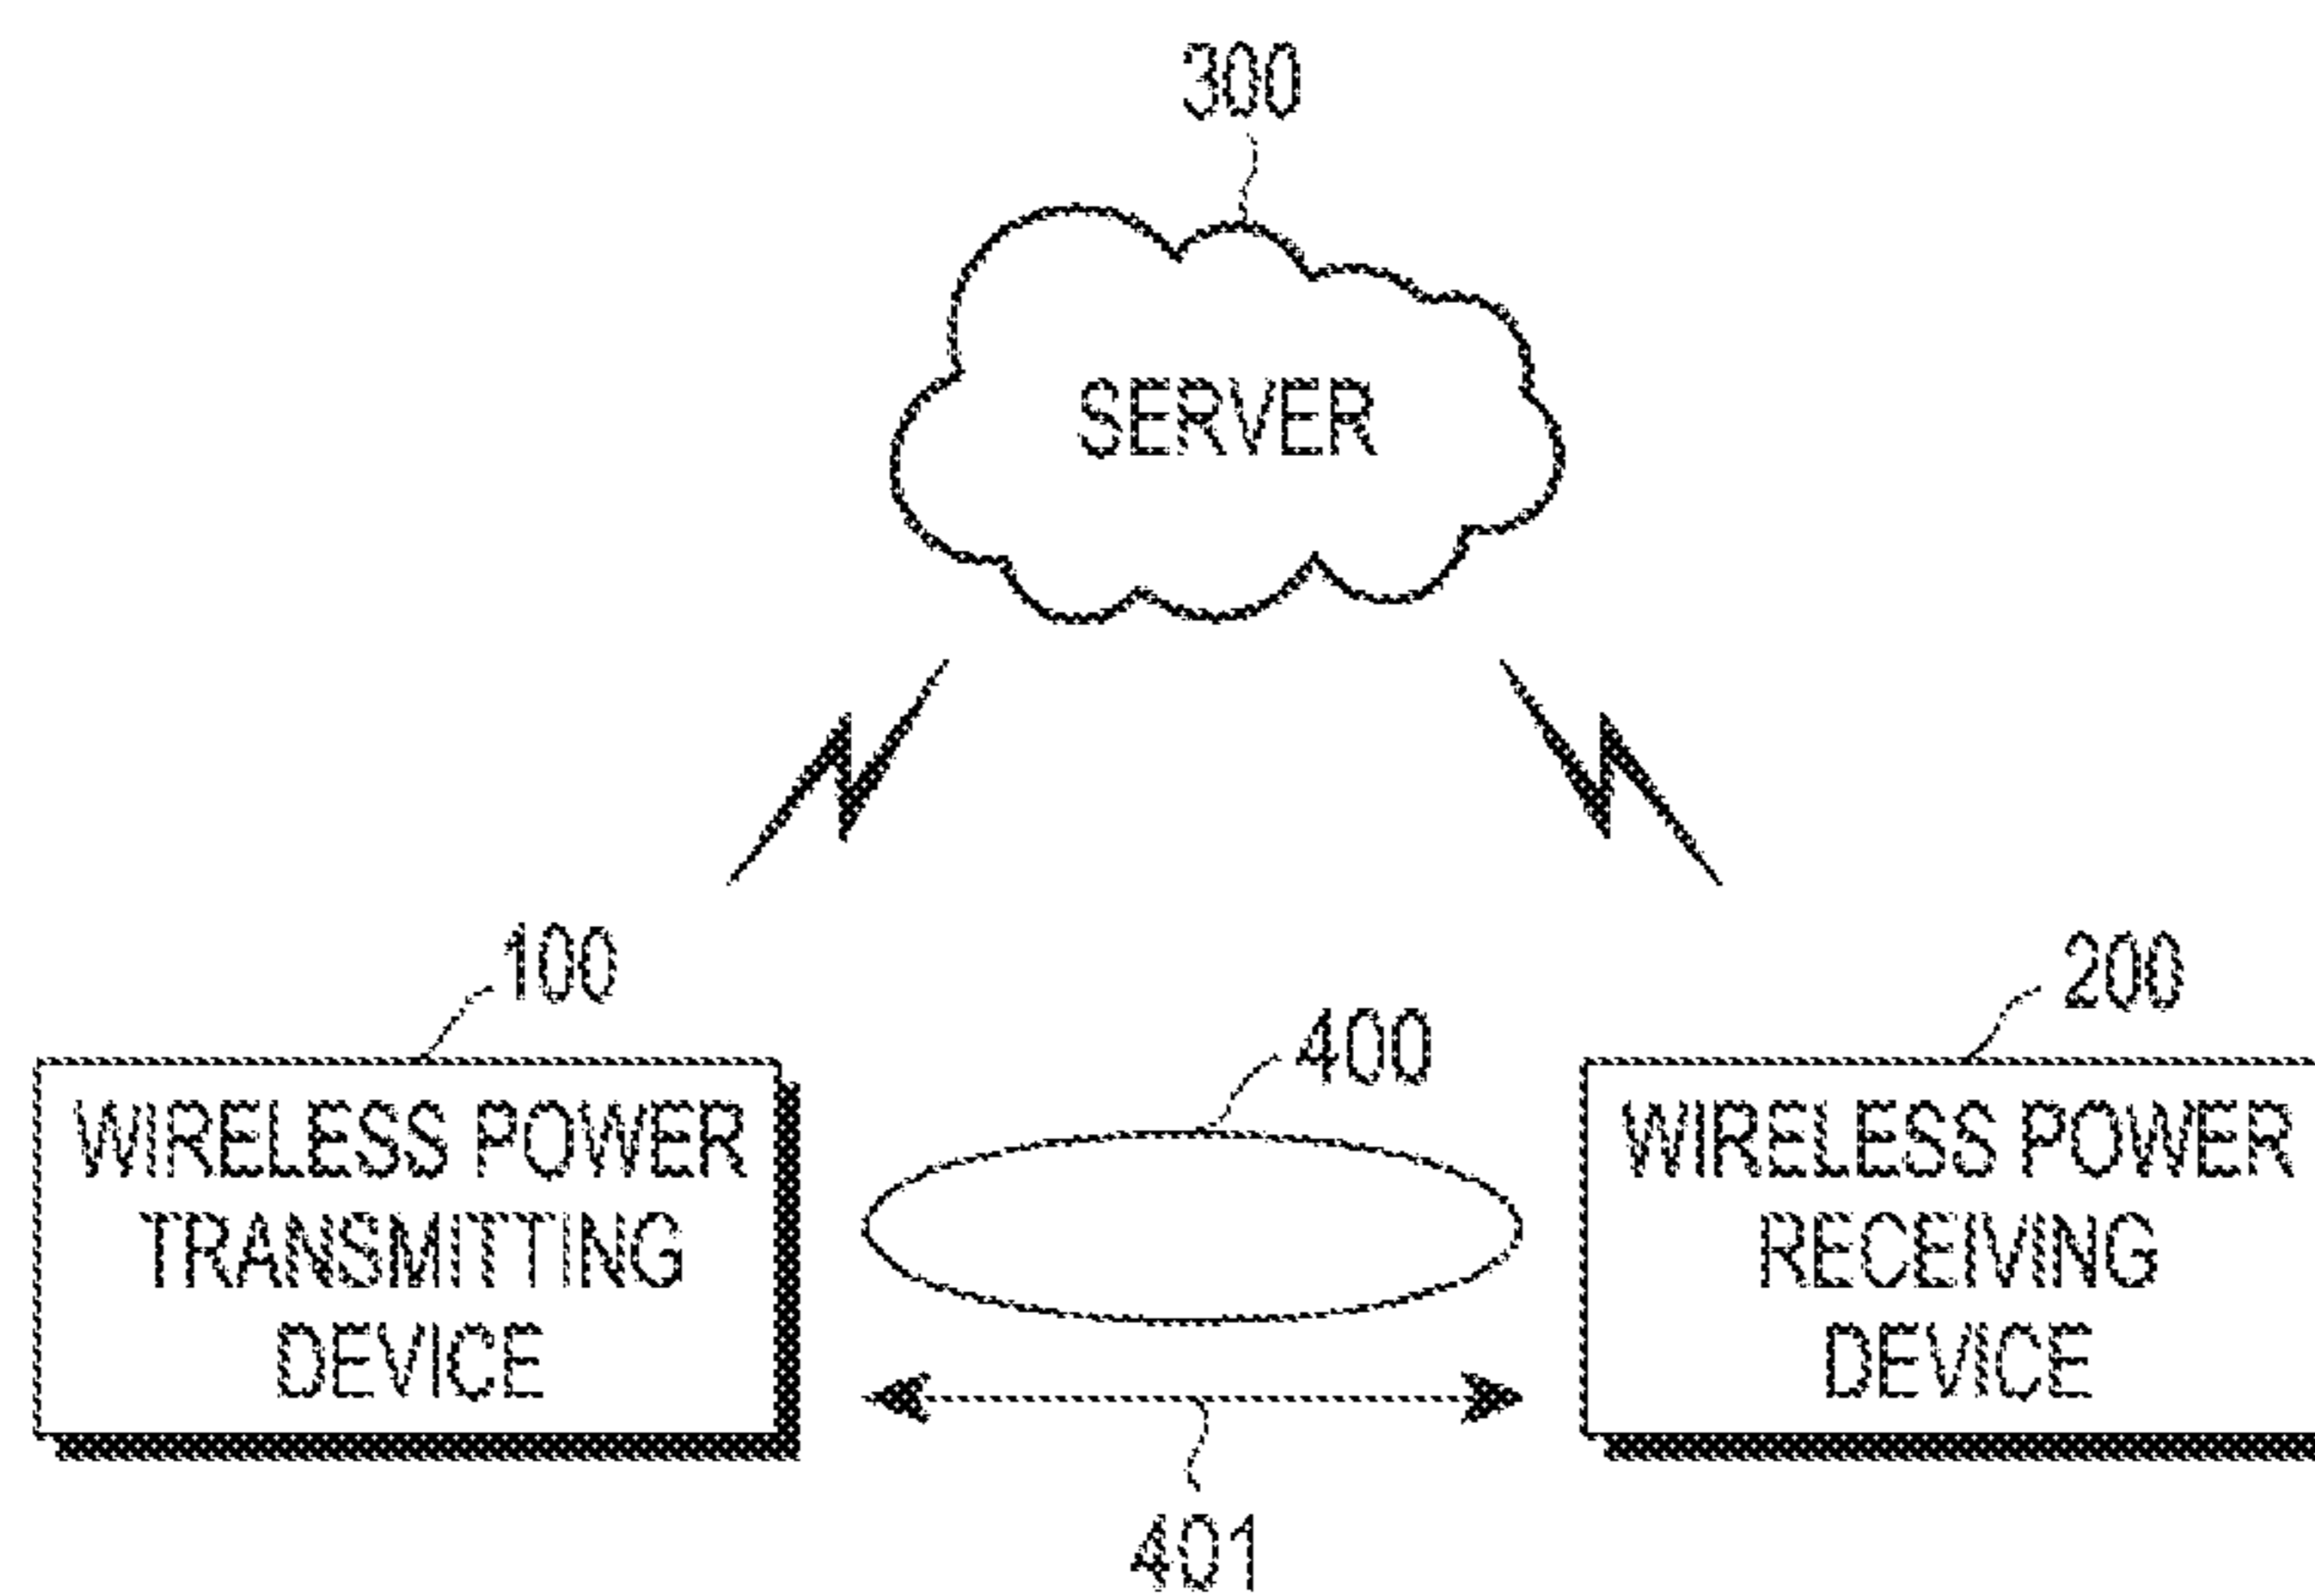 300
SERVER
100
200
400
WIRELESS POWER
TRANSMITTING
DEVICE
WIRELESS POWER
RECEIVING
DEVICE
401